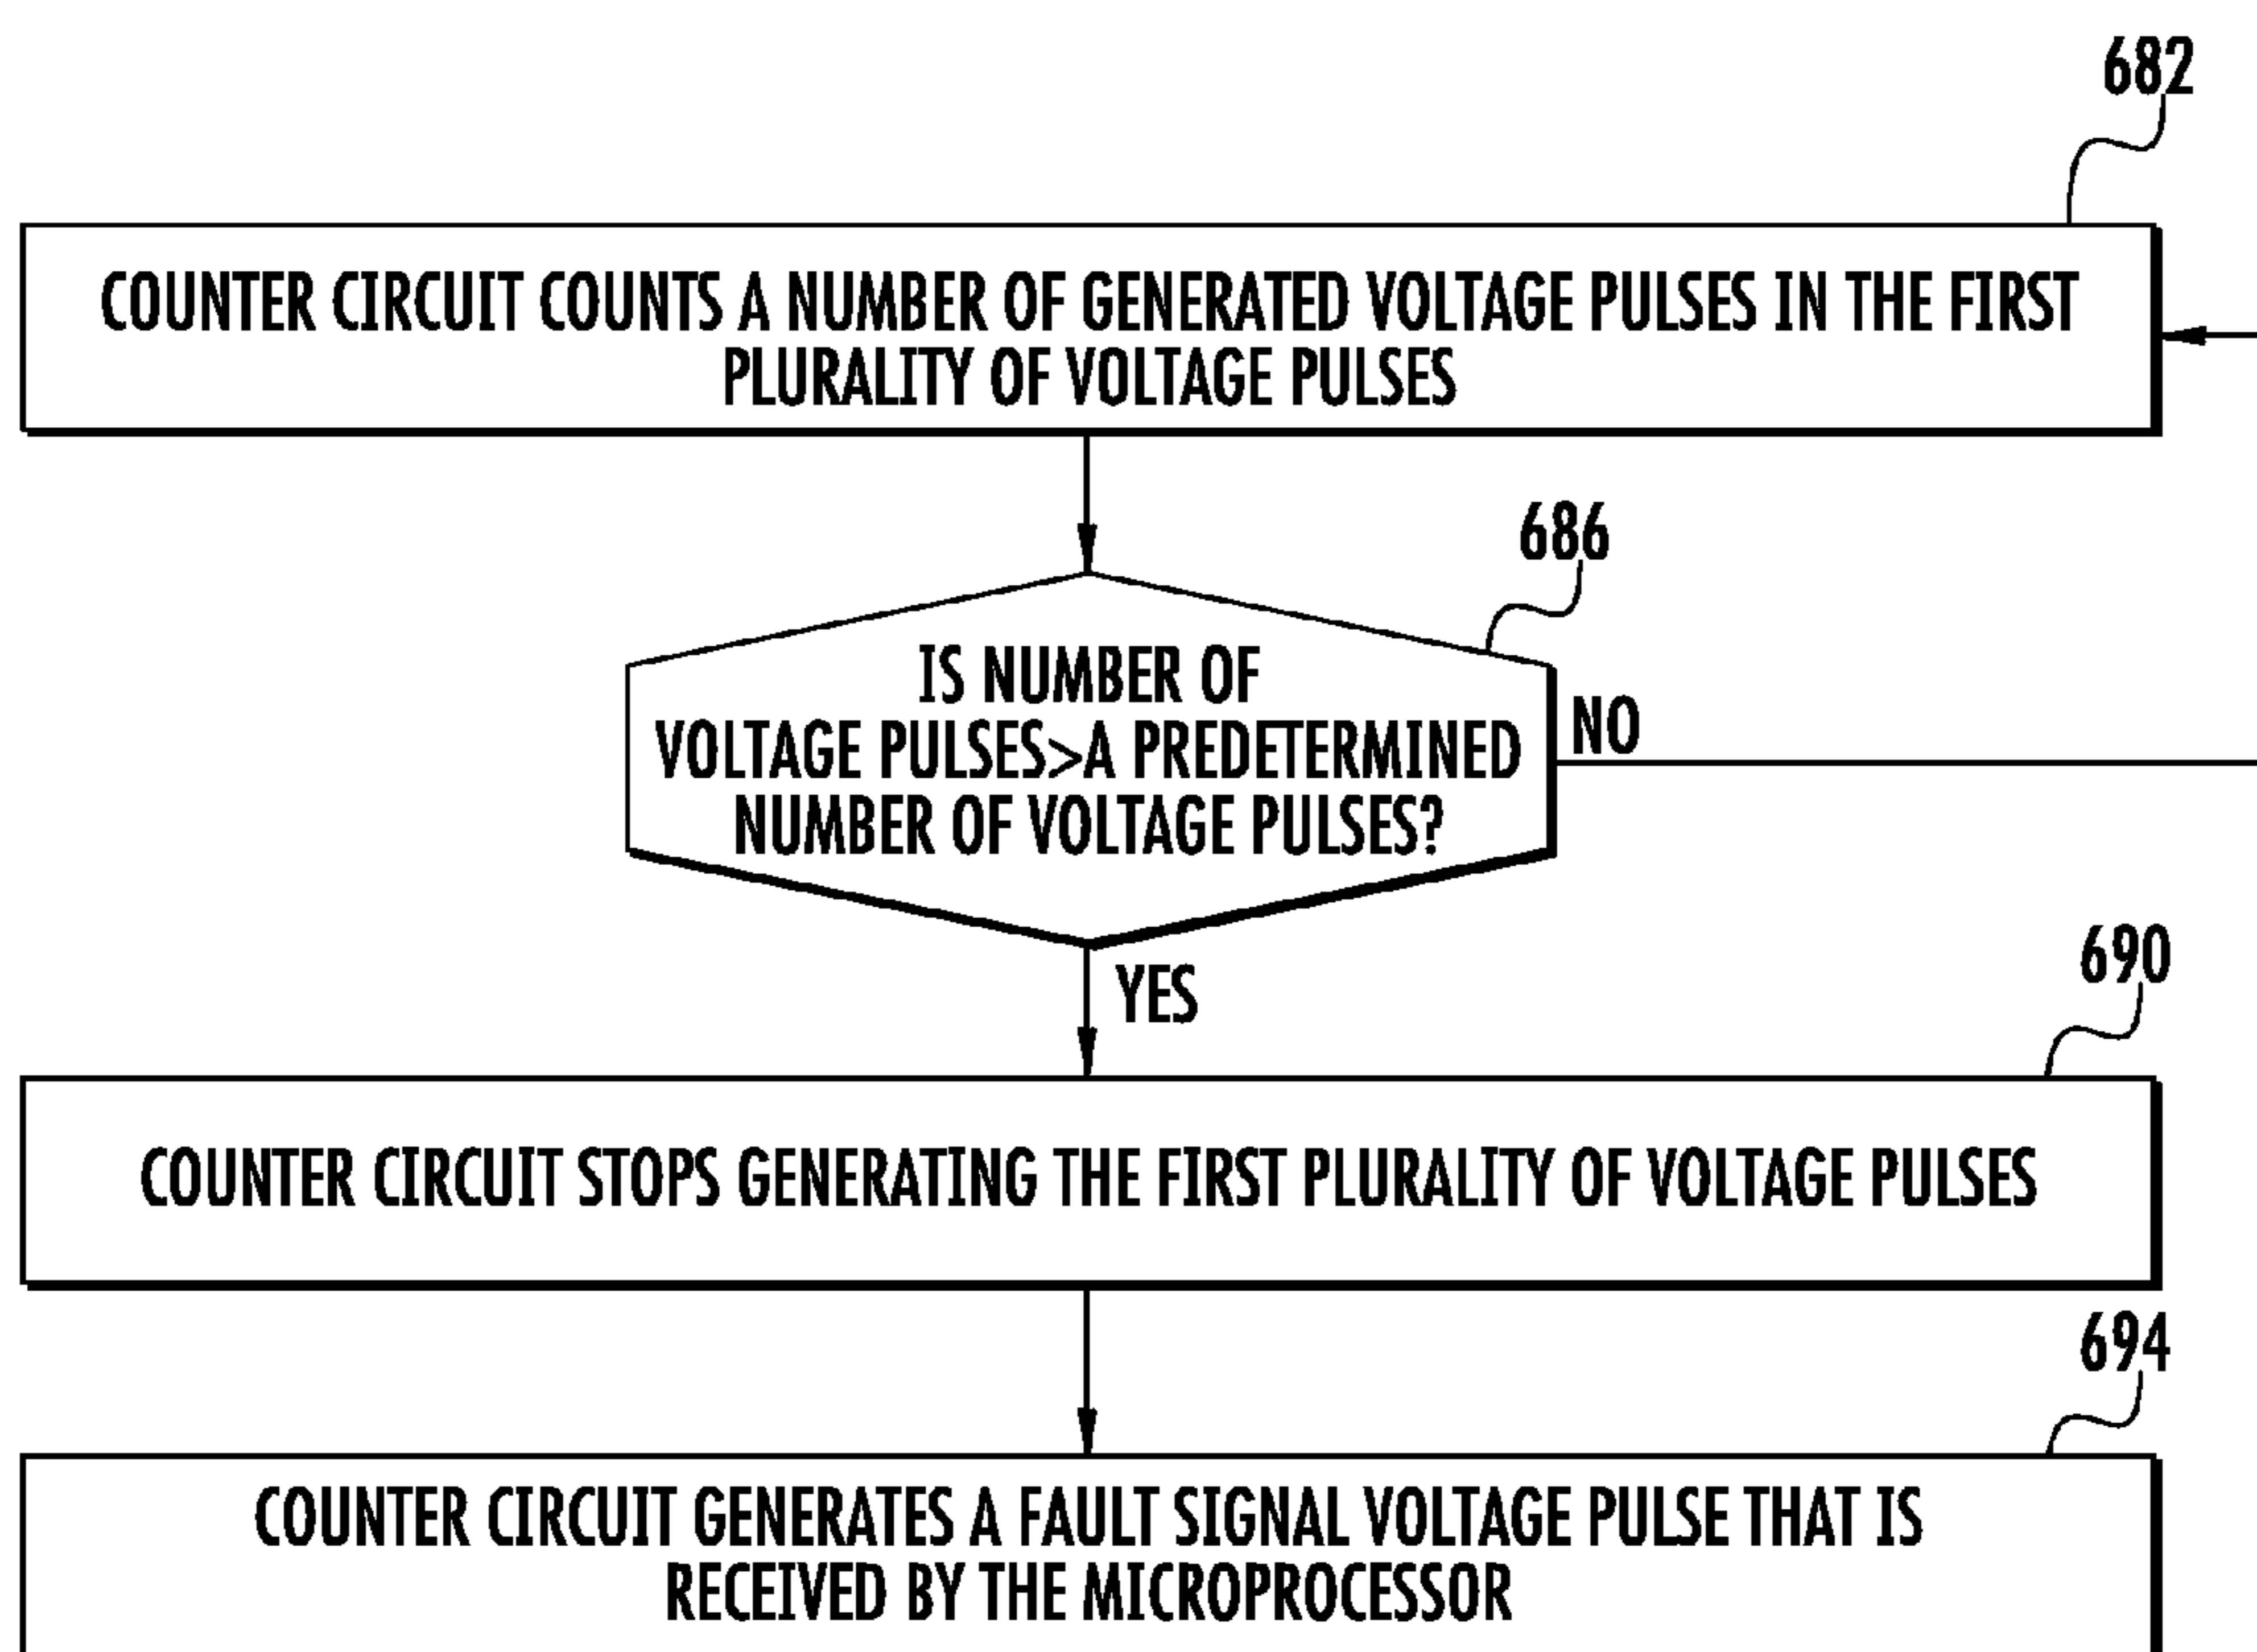 682
COUNTER CIRCUIT COUNTS A NUMBER OF GENERATED VOLTAGE PULSES IN THE FIRST
PLURALITY OF VOLTAGE PULSES
686
IS NUMBER OF
VOLTAGE PULSES>A PREDETERMINED
NUMBER OF VOLTAGE PULSES?
NO
YES
690
COUNTER CIRCUIT STOPS GENERATING THE FIRST PLURALITY OF VOLTAGE PULSES
694
COUNTER CIRCUIT GENERATES A FAULT SIGNAL VOLTAGE PULSE THAT IS
RECEIVED BY THE MICROPROCESSOR